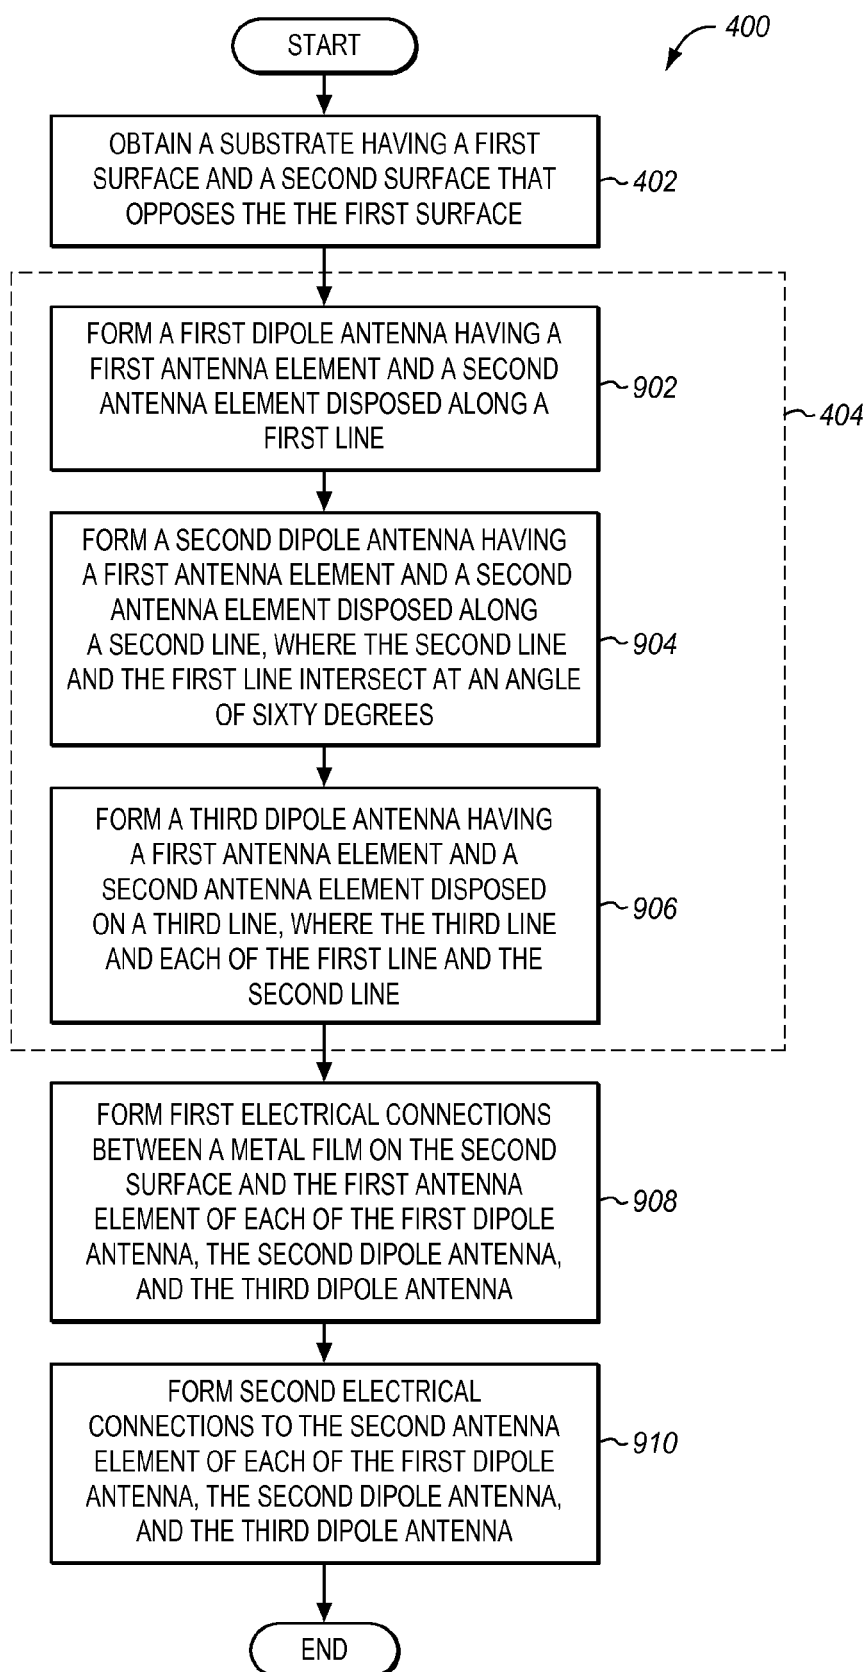 START
400
OBTAIN A SUBSTRATE HAVING A FIRST
SURFACE AND A SECOND SURFACE THAT
OPPOSES THE THE FIRST SURFACE
402
FORM A FIRST DIPOLE ANTENNA HAVING A
FIRST ANTENNA ELEMENT AND A SECOND
ANTENNA ELEMENT DISPOSED ALONG A
FIRST LINE
902
404
FORM A SECOND DIPOLE ANTENNA HAVING
A FIRST ANTENNA ELEMENT AND A SECOND
ANTENNA ELEMENT DISPOSED ALONG
A SECOND LINE, WHERE THE SECOND LINE
AND THE FIRST LINE INTERSECT AT AN ANGLE
OF SIXTY DEGREES
904
FORM A THIRD DIPOLE ANTENNA HAVING
A FIRST ANTENNA ELEMENT AND A
SECOND ANTENNA ELEMENT DISPOSED
ON A THIRD LINE, WHERE THE THIRD LINE
AND EACH OF THE FIRST LINE AND THE
SECOND LINE
906
FORM FIRST ELECTRICAL CONNECTIONS
BETWEEN A METAL FILM ON THE SECOND
SURFACE AND THE FIRST ANTENNA
ELEMENT OF EACH OF THE FIRST DIPOLE
ANTENNA, THE SECOND DIPOLE ANTENNA,
AND THE THIRD DIPOLE ANTENNA
908
FORM SECOND ELECTRICAL
CONNECTIONS TO THE SECOND ANTENNA
ELEMENT OF EACH OF THE FIRST DIPOLE
ANTENNA, THE SECOND DIPOLE ANTENNA,
AND THE THIRD DIPOLE ANTENNA
910
END